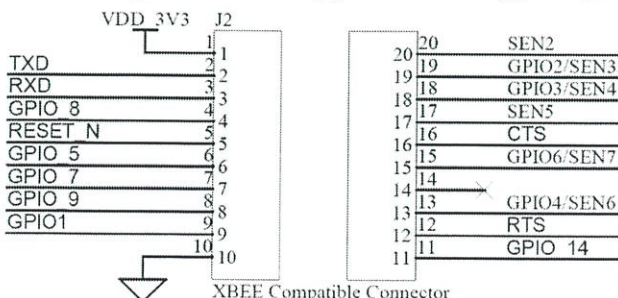 VDD_3V3 J2
1 1
TXD 2 2
RXD 3 3
GPIO_8 4 4
RESET_N 5 5
GPIO_5 6 6
GPIO_7 7 7
GPIO_9 8 8
GPIO1 9 9
10 10
20 20 SEN2
19 19 GPIO2/SEN3
18 18 GPIO3/SEN4
17 17 SEN5
16 16 CTS
15 15 GPIO6/SEN7
14 14
13 13 GPIO4/SEN6
12 12 RTS
11 11 GPIO_14
XBEE Compatible Connector